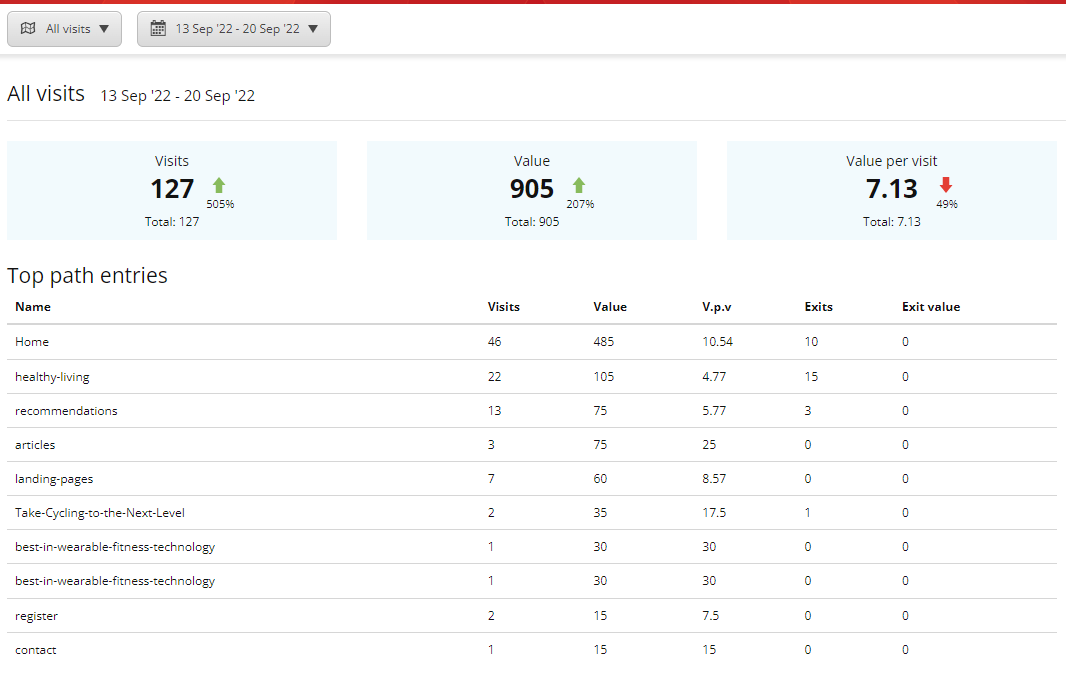 All visits ▼ 13 Sep '22 - 20 Sep '22 ▼
All visits 13 Sep '22 - 20 Sep '22
Visits
127 505%
Total: 127
Value
905 207%
Total: 905
Value per visit
7.13 49%
Total: 7.13
Top path entries
Name Visits Value V.p.v Exits Exit value
Home 46 485 10.54 10 0
healthy-living 22 105 4.77 15 0
recommendations 13 75 5.77 3 0
articles 3 75 25 0 0
landing-pages 7 60 8.57 0 0
Take-Cycling-to-the-Next-Level 2 35 17.5 1 0
best-in-wearable-fitness-technology 1 30 30 0 0
best-in-wearable-fitness-technology 1 30 30 0 0
register 2 15 7.5 0 0
contact 1 15 15 0 0